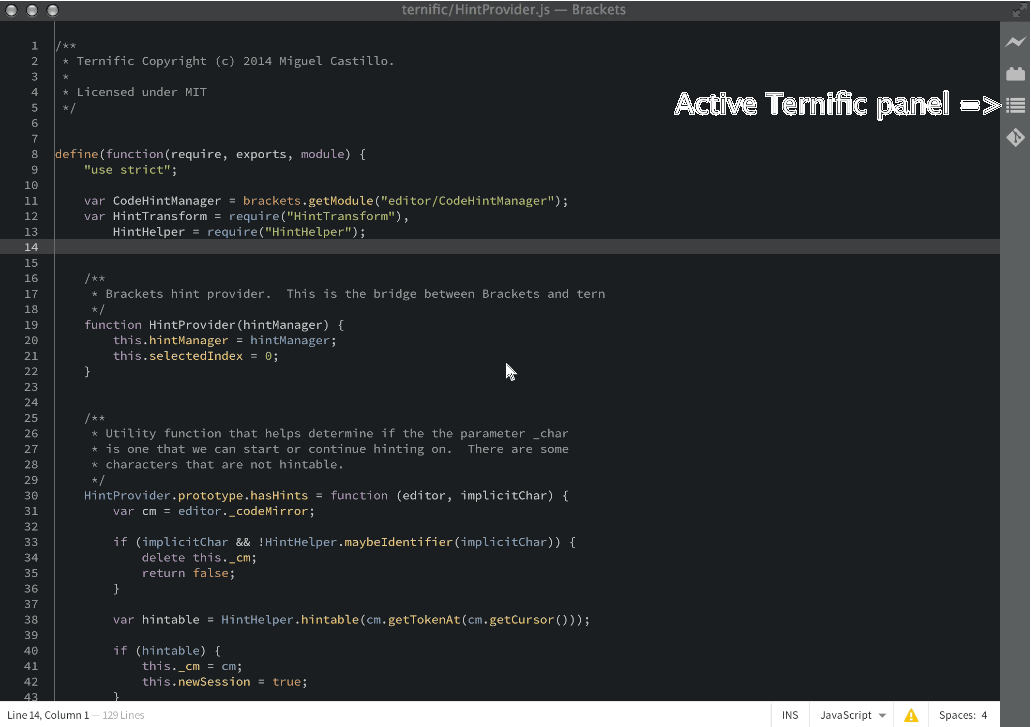 ternific/HintProvider.js — Brackets
Active Ternific panel =>
1 /**
2  * Ternific Copyright (c) 2014 Miguel Castillo.
3  *
4  * Licensed under MIT
5  */
6
7
8 define(function(require, exports, module) {
9     "use strict";
10
11     var CodeHintManager = brackets.getModule("editor/CodeHintManager");
12     var HintTransform = require("HintTransform"),
13         HintHelper = require("HintHelper");
14
15
16     /**
17      * Brackets hint provider.  This is the bridge between Brackets and tern
18      */
19     function HintProvider(hintManager) {
20         this.hintManager = hintManager;
21         this.selectedIndex = 0;
22     }
23
24
25     /**
26      * Utility function that helps determine if the the parameter _char
27      * is one that we can start or continue hinting on.  There are some
28      * characters that are not hintable.
29      */
30     HintProvider.prototype.hasHints = function (editor, implicitChar) {
31         var cm = editor._codeMirror;
32
33         if (implicitChar && !HintHelper.maybeIdentifier(implicitChar)) {
34             delete this._cm;
35             return false;
36         }
37
38         var hintable = HintHelper.hintable(cm.getTokenAt(cm.getCursor()));
39
40         if (hintable) {
41             this._cm = cm;
42             this.newSession = true;
43         }
Line 14, Column 1 — 129 Lines INS JavaScript Spaces: 4